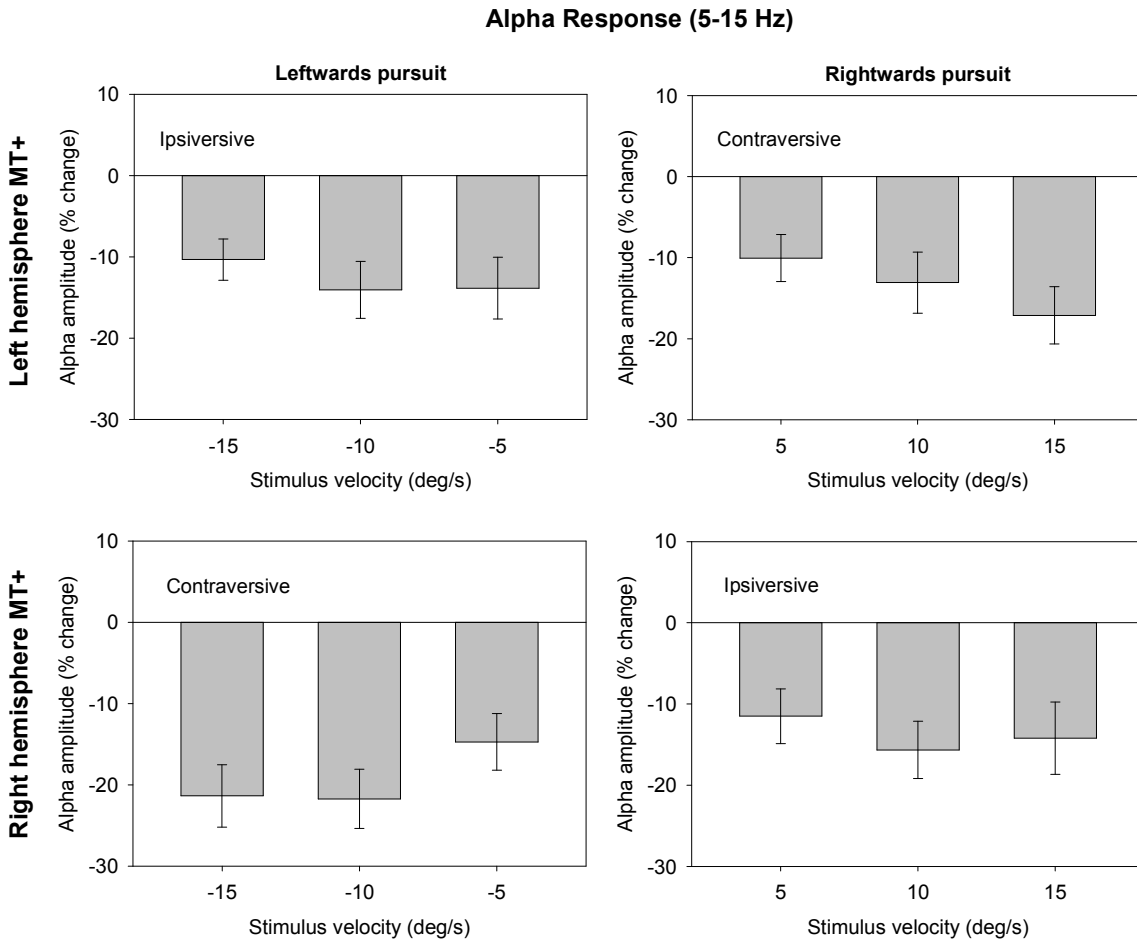 Alpha Response (5-15 Hz)
Leftwards pursuit
Rightwards pursuit
Left hemisphere MT+
Alpha amplitude (% change)
10
0
-10
-20
-30
Ipsiversive
-15 -10 -5
Stimulus velocity (deg/s)
Alpha amplitude (% change)
10
0
-10
-20
-30
Contraversive
5 10 15
Stimulus velocity (deg/s)
Right hemisphere MT+
Alpha amplitude (% change)
10
0
-10
-20
-30
Contraversive
-15 -10 -5
Stimulus velocity (deg/s)
Alpha amplitude (% change)
10
0
-10
-20
-30
Ipsiversive
5 10 15
Stimulus velocity (deg/s)